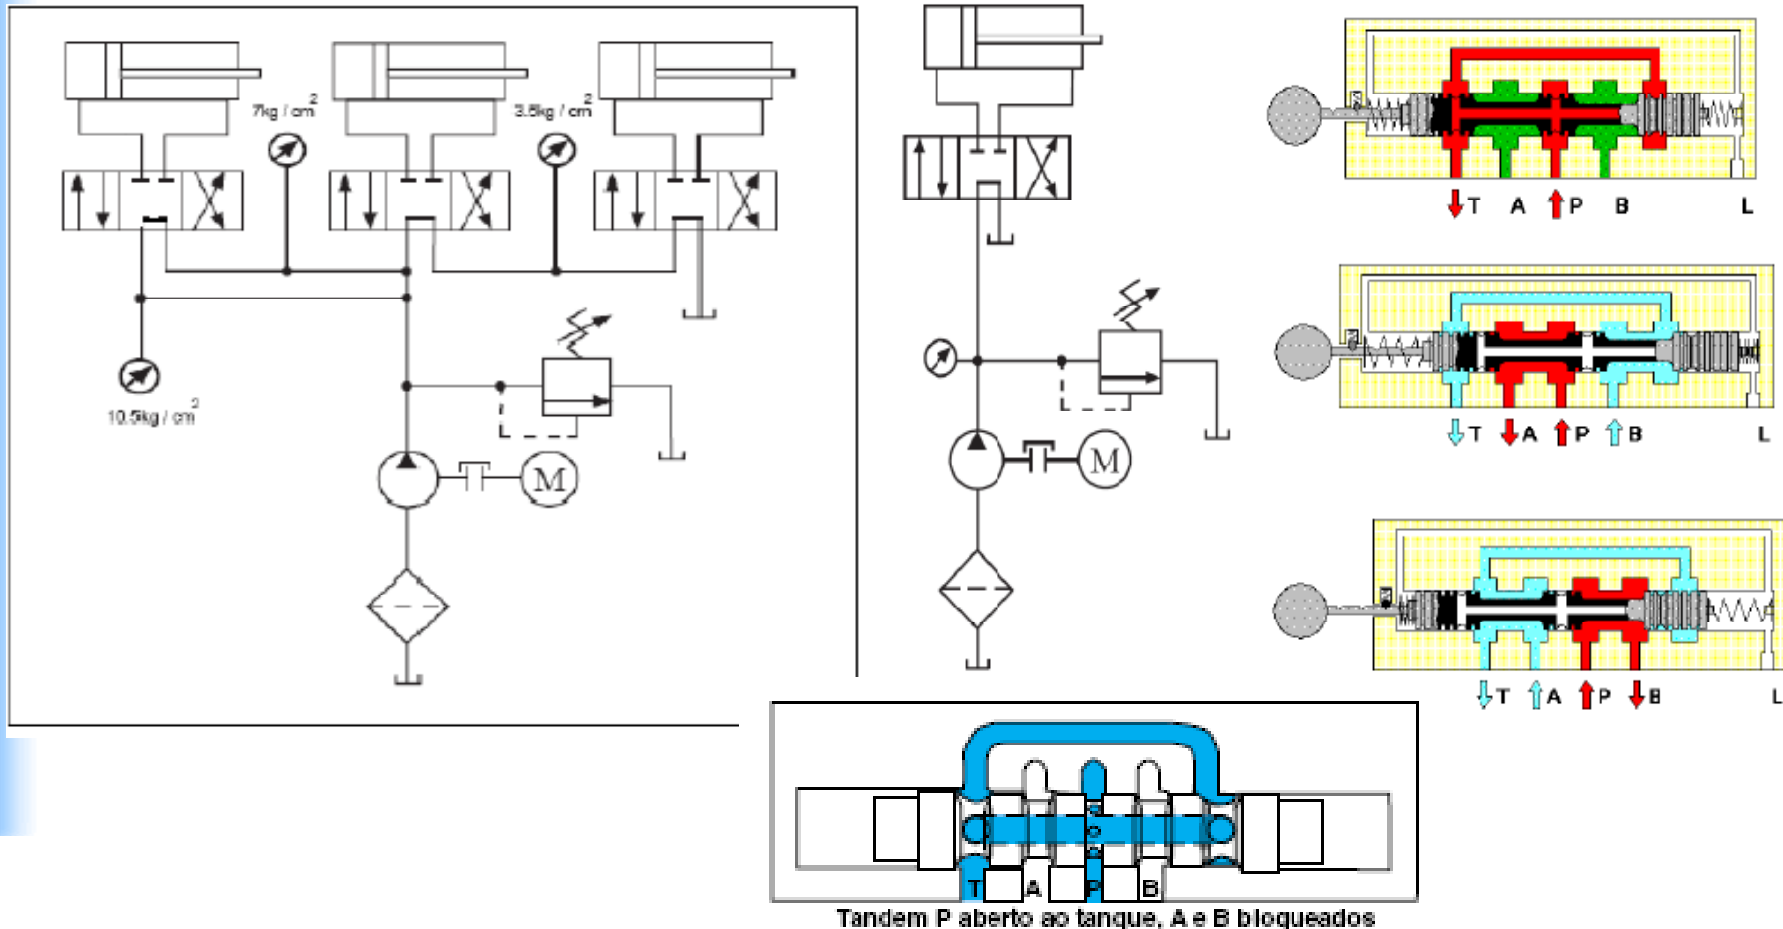 7kg / cm²
3.5kg / cm²
10.5kg / cm²
M
M
T A P B L
T A P B L
T A P B L
T A P B
Tandem P aberto ao tanque, A e B bloqueados